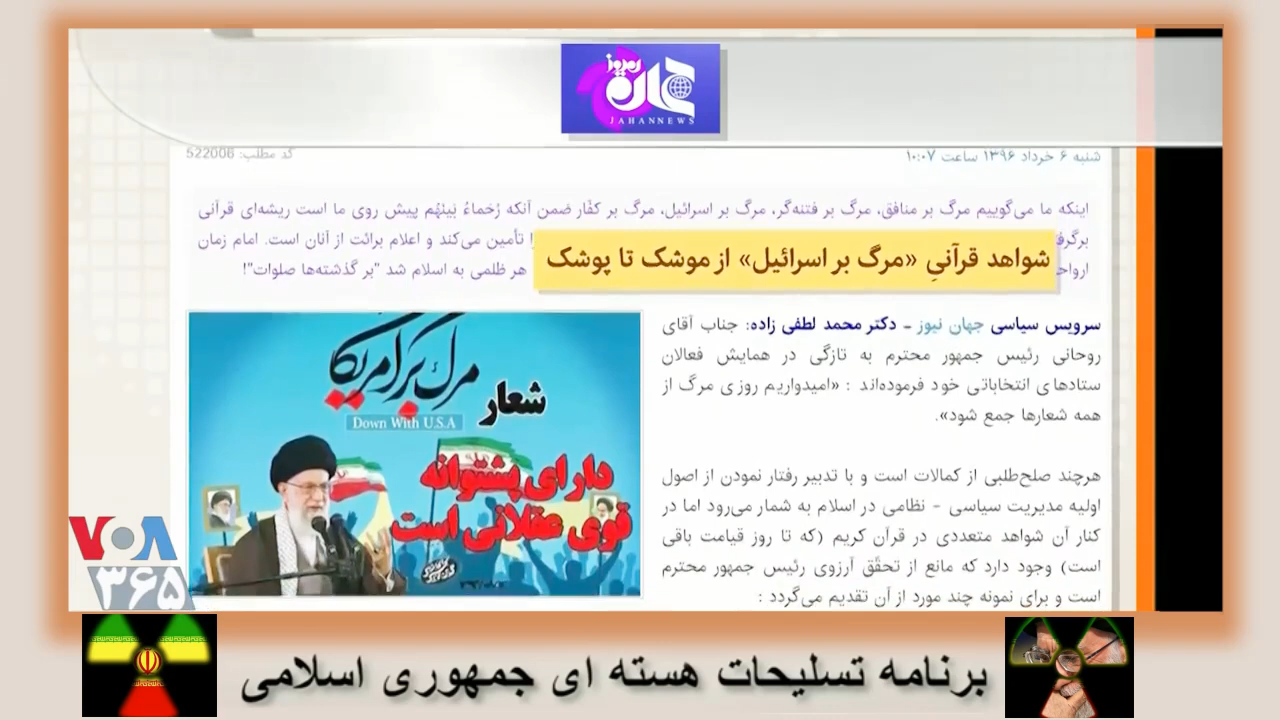 جهان
نیوز
JAHANNEWS
شنبه ۶ خرداد ۱۳۹۶ ساعت ۱۰:۰۷
کد مطلب: 522006
اینکه ما می‌گوییم مرگ بر منافق، مرگ بر فتنه‌گر، مرگ بر اسرائیل، مرگ بر کفّار ضمن آنکه رُحَماءُ بَینَهُم پیش روی ما است ریشه‌ای قرآنی
تأمین می‌کند و اعلام برائت از آنان است. امام زمان
هر ظلمی به اسلام شد "بر گذشته‌ها صلوات"!
شواهد قرآنیِ «مرگ بر اسرائیل» از موشک تا پوشک
سرویس سیاسی جهان نیوز - دکتر محمد لطفی زاده: جناب آقای
روحانی رئیس جمهور محترم به تازگی در همایش فعالان
ستادهای انتخاباتی خود فرموده‌اند : «امیدواریم روزی مرگ از
همه شعارها جمع شود».
هرچند صلح‌طلبی از کمالات است و با تدبیر رفتار نمودن از اصول
اولیه مدیریت سیاسی - نظامی در اسلام به شمار می‌رود اما در
کنار آن شواهد متعددی در قرآن کریم (که تا روز قیامت باقی
است) وجود دارد که مانع از تحقّق آرزوی رئیس جمهور محترم
است و برای نمونه چند مورد از آن تقدیم می‌گردد :
شعار
مرگ بر آمریکا
Down With U.S.A
دارای پشتوانه
قوی عقلانی است
VOA
۳۶۵
برنامه تسلیحات هسته ای جمهوری اسلامی